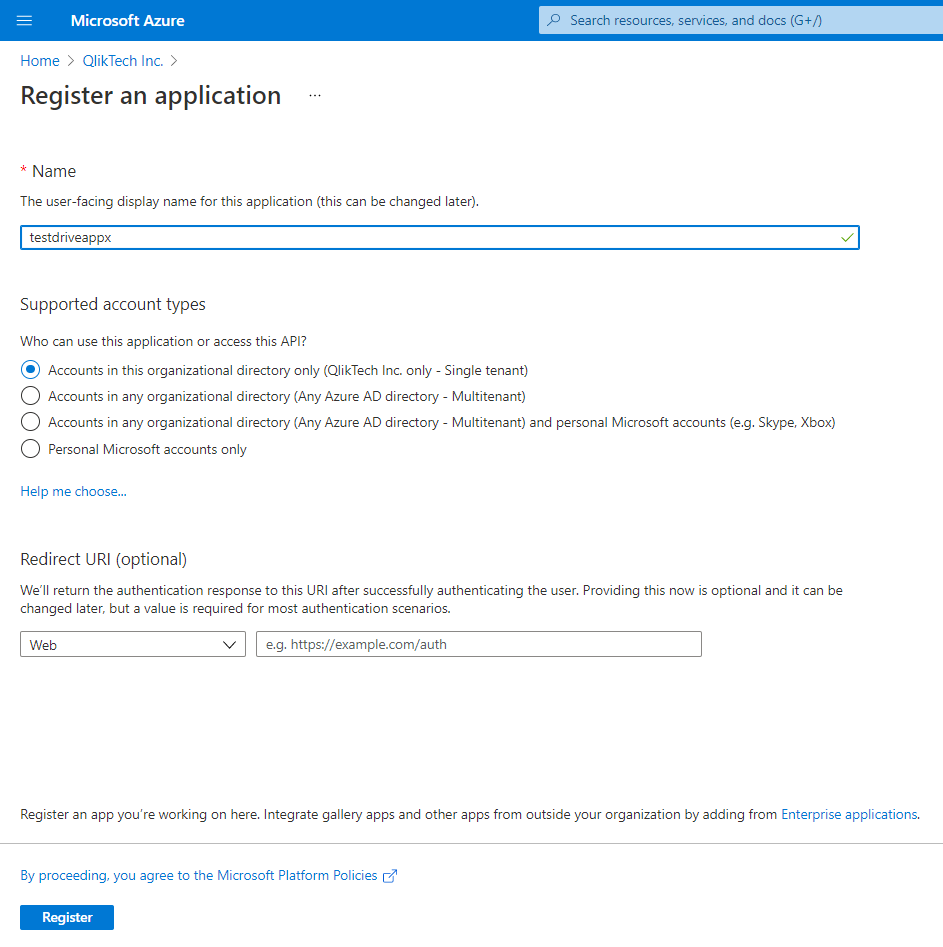 Microsoft Azure
Search resources, services, and docs (G+/)
Home > QlikTech Inc. >
Register an application ...
* Name
The user-facing display name for this application (this can be changed later).
testdriveappx
Supported account types
Who can use this application or access this API?
Accounts in this organizational directory only (QlikTech Inc. only - Single tenant)
Accounts in any organizational directory (Any Azure AD directory - Multitenant)
Accounts in any organizational directory (Any Azure AD directory - Multitenant) and personal Microsoft accounts (e.g. Skype, Xbox)
Personal Microsoft accounts only
Help me choose...
Redirect URI (optional)
We'll return the authentication response to this URI after successfully authenticating the user. Providing this now is optional and it can be
changed later, but a value is required for most authentication scenarios.
Web
e.g. https://example.com/auth
Register an app you're working on here. Integrate gallery apps and other apps from outside your organization by adding from Enterprise applications.
By proceeding, you agree to the Microsoft Platform Policies
Register